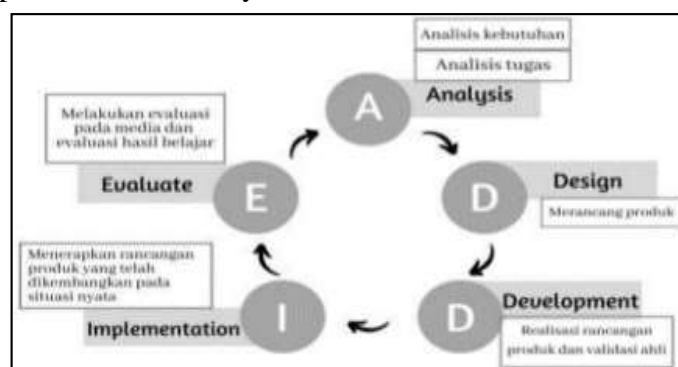 Analisis kebutuhan
Analisis tugas
Analysis
A
Melakukan evaluasi
pada media dan
evaluasi hasil belajar
Evaluate
E
D
Design
Merancang produk
Menerapkan rancangan
produk yang telah
dikembangkan pada
situasi nyata
Implementation
I
D
Development
Realisasi rancangan
produk dan validasi ahli